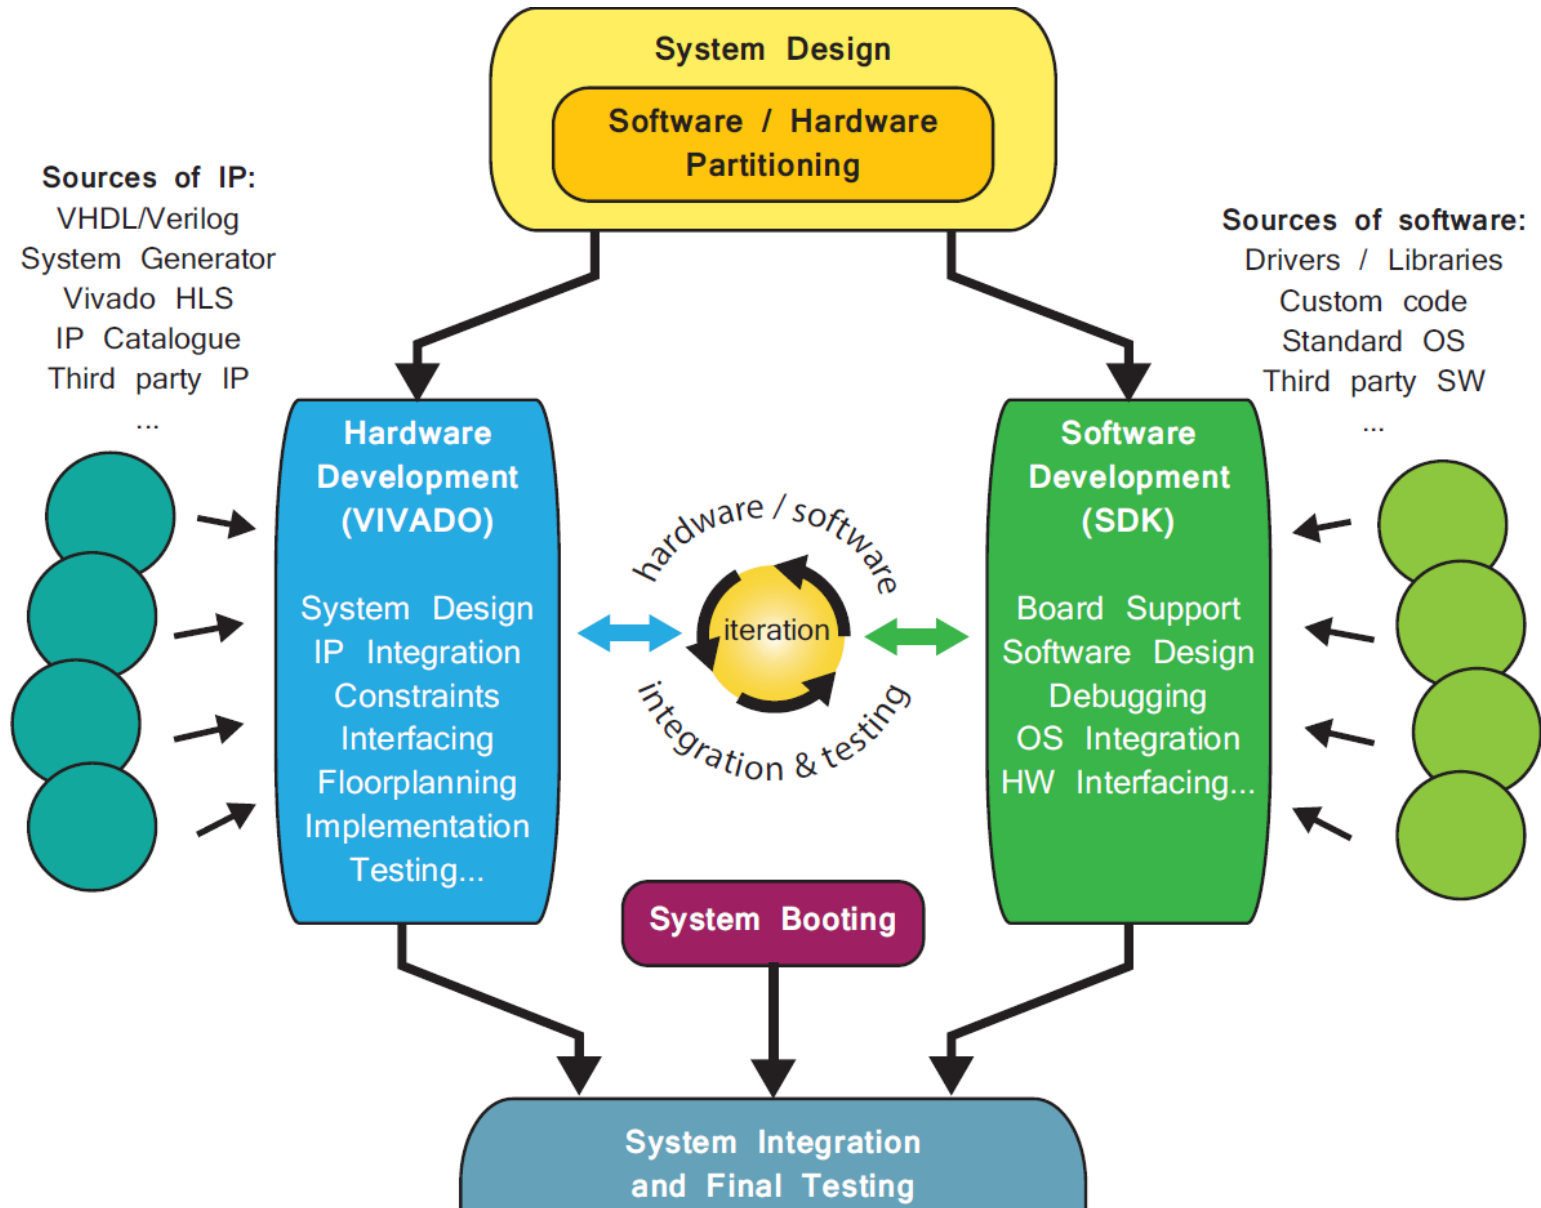 System Design
Software / Hardware
Partitioning
Sources of IP:
VHDL/Verilog
System Generator
Vivado HLS
IP Catalogue
Third party IP
...
Sources of software:
Drivers / Libraries
Custom code
Standard OS
Third party SW
...
Hardware
Development
(VIVADO)
System Design
IP Integration
Constraints
Interfacing
Floorplanning
Implementation
Testing...
hardware / software
iteration
integration & testing
Software
Development
(SDK)
Board Support
Software Design
Debugging
OS Integration
HW Interfacing...
System Booting
System Integration
and Final Testing